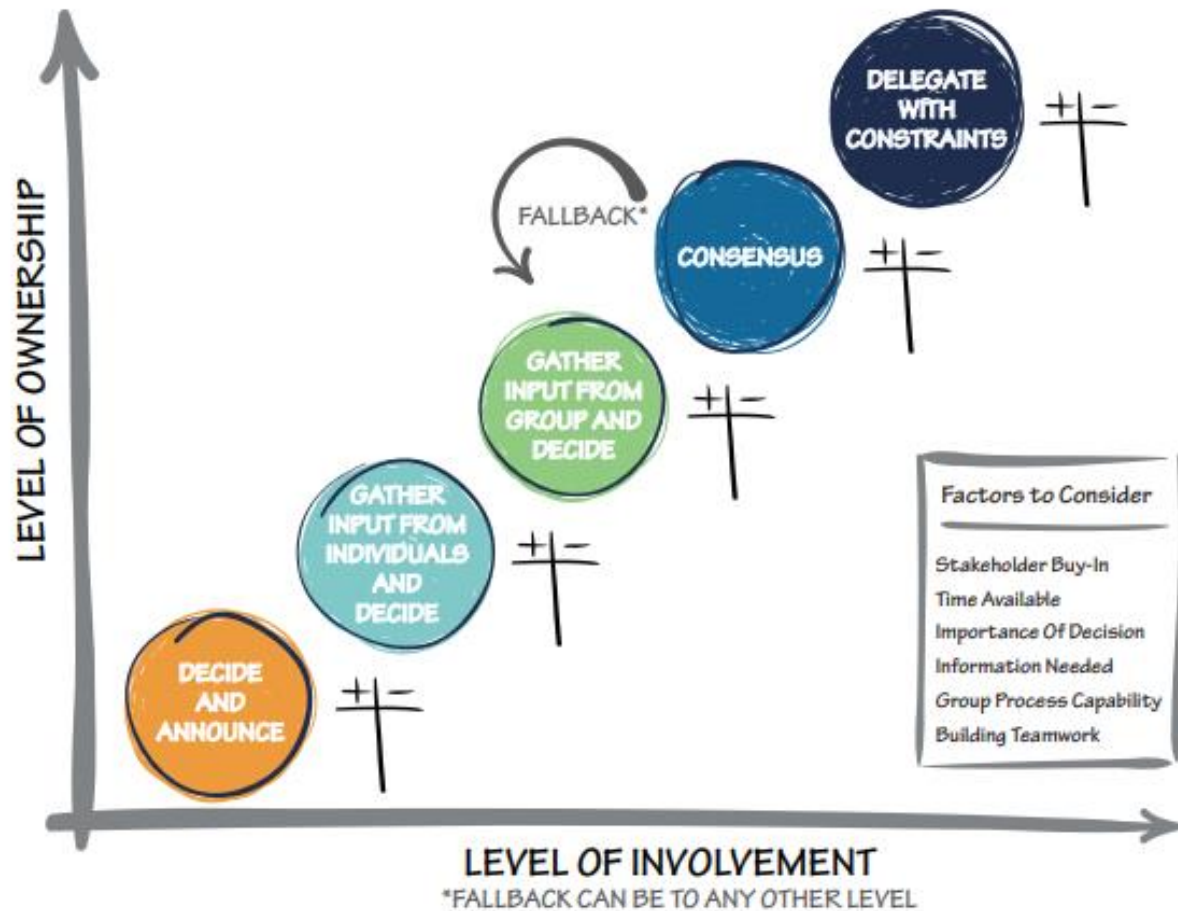 LEVEL OF OWNERSHIP
DELEGATE
WITH
CONSTRAINTS
+ -
FALLBACK*
CONSENSUS
+ -
GATHER
INPUT FROM
GROUP AND
DECIDE
+ -
GATHER
INPUT FROM
INDIVIDUALS
AND
DECIDE
+ -
DECIDE
AND
ANNOUNCE
+ -
Factors to Consider
Stakeholder Buy-In
Time Available
Importance Of Decision
Information Needed
Group Process Capability
Building Teamwork
LEVEL OF INVOLVEMENT
*FALLBACK CAN BE TO ANY OTHER LEVEL